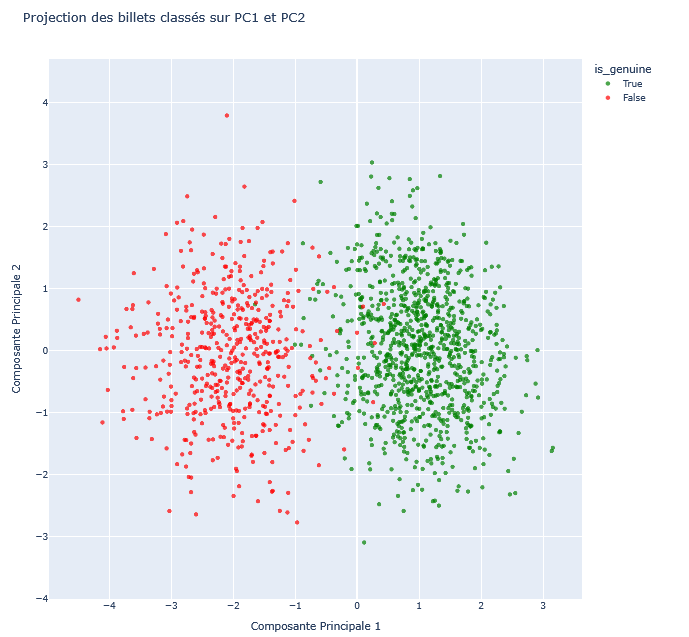 Projection des billets classés sur PC1 et PC2
is_genuine
True
False
4
3
2
1
0
−1
−2
−3
−4
Composante Principale 2
−4
−3
−2
−1
0
1
2
3
Composante Principale 1